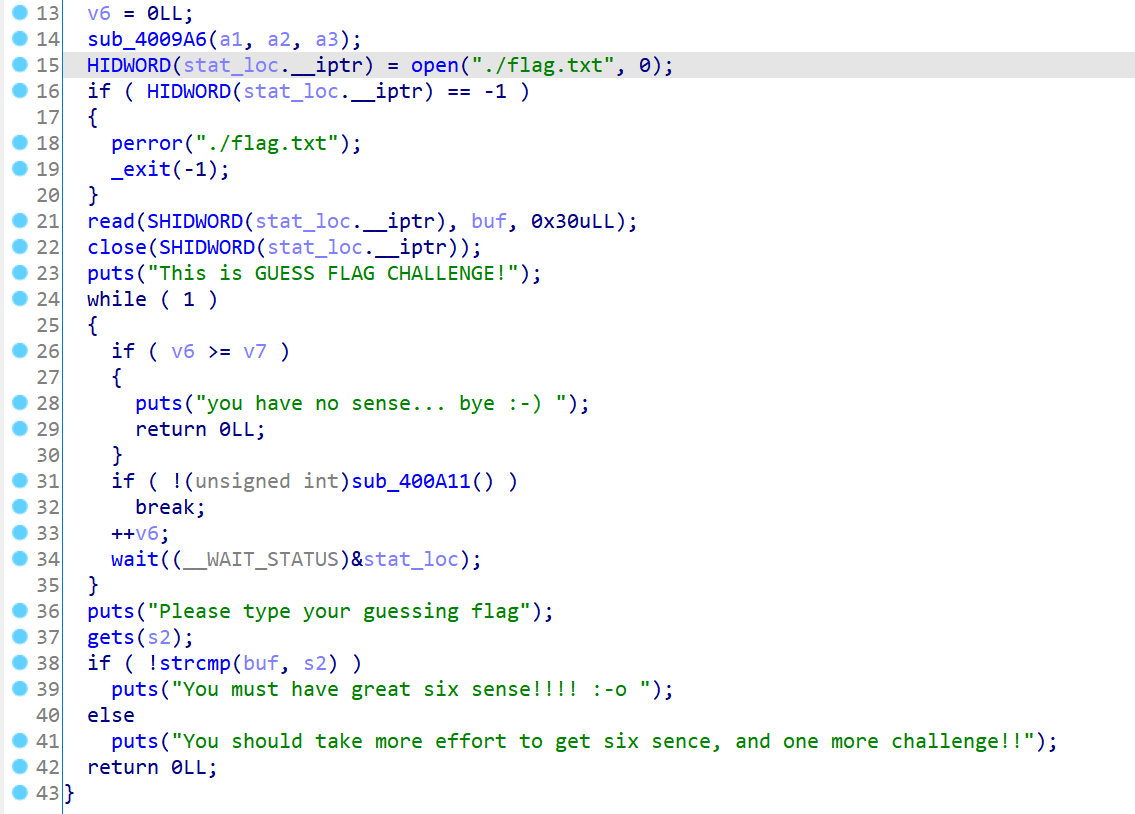 13 v6 = 0LL;
14 sub_4009A6(a1, a2, a3);
15 HIDWORD(stat_loc.__iptr) = open("./flag.txt", 0);
16 if ( HIDWORD(stat_loc.__iptr) == -1 )
17 {
18 perror("./flag.txt");
19 _exit(-1);
20 }
21 read(SHIDWORD(stat_loc.__iptr), buf, 0x30uLL);
22 close(SHIDWORD(stat_loc.__iptr));
23 puts("This is GUESS FLAG CHALLENGE!");
24 while ( 1 )
25 {
26 if ( v6 >= v7 )
27 {
28 puts("you have no sense... bye :-) ");
29 return 0LL;
30 }
31 if ( !(unsigned int)sub_400A11() )
32 break;
33 ++v6;
34 wait((__WAIT_STATUS)&stat_loc);
35 }
36 puts("Please type your guessing flag");
37 gets(s2);
38 if ( !strcmp(buf, s2) )
39 puts("You must have great six sense!!!! :-o ");
40 else
41 puts("You should take more effort to get six sence, and one more challenge!!");
42 return 0LL;
43 }